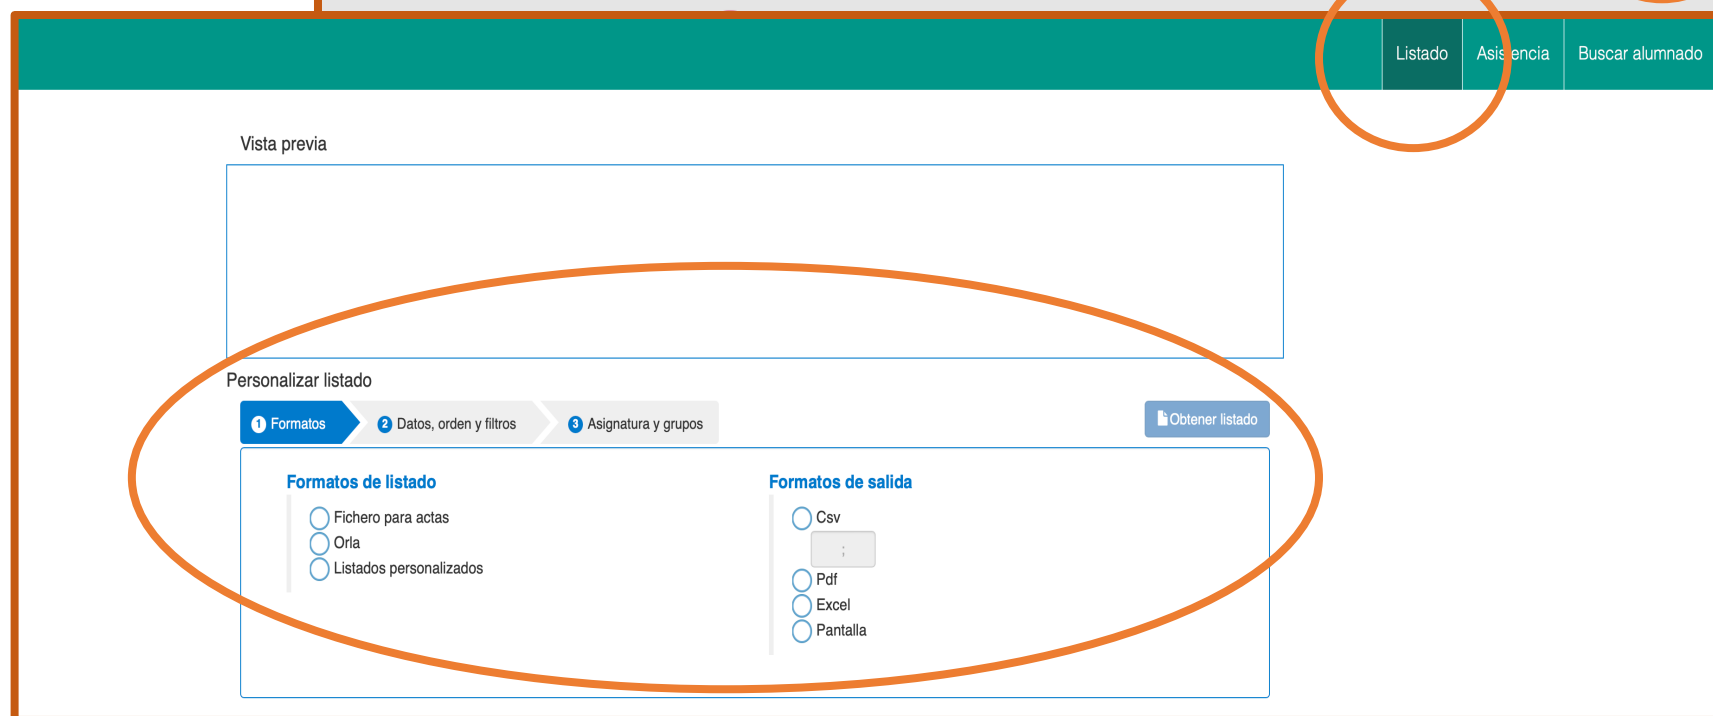 Listado Asistencia Buscar alumnado
Vista previa
Personalizar listado
1 Formatos 2 Datos, orden y filtros 3 Asignatura y grupos Obtener listado
Formatos de listado
Fichero para actas
Orla
Listados personalizados
Formatos de salida
Csv
;
Pdf
Excel
Pantalla